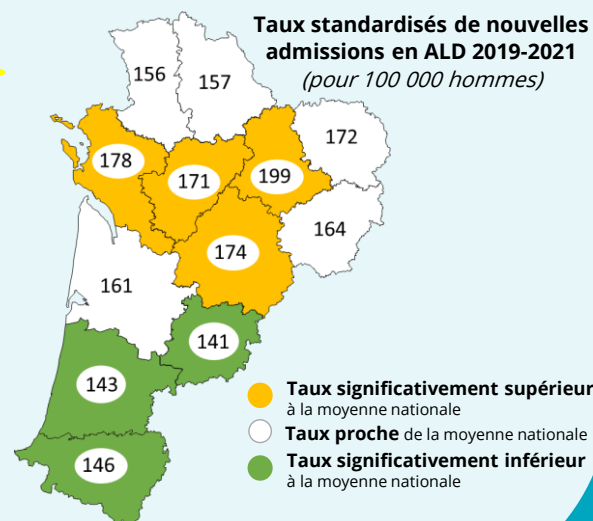 Taux standardisés de nouvelles
admissions en ALD 2019-2021
(pour 100 000 hommes)
156
157
172
178
171
199
164
174
161
141
143
146
Taux significativement supérieur
à la moyenne nationale
Taux proche de la moyenne nationale
Taux significativement inférieur
à la moyenne nationale